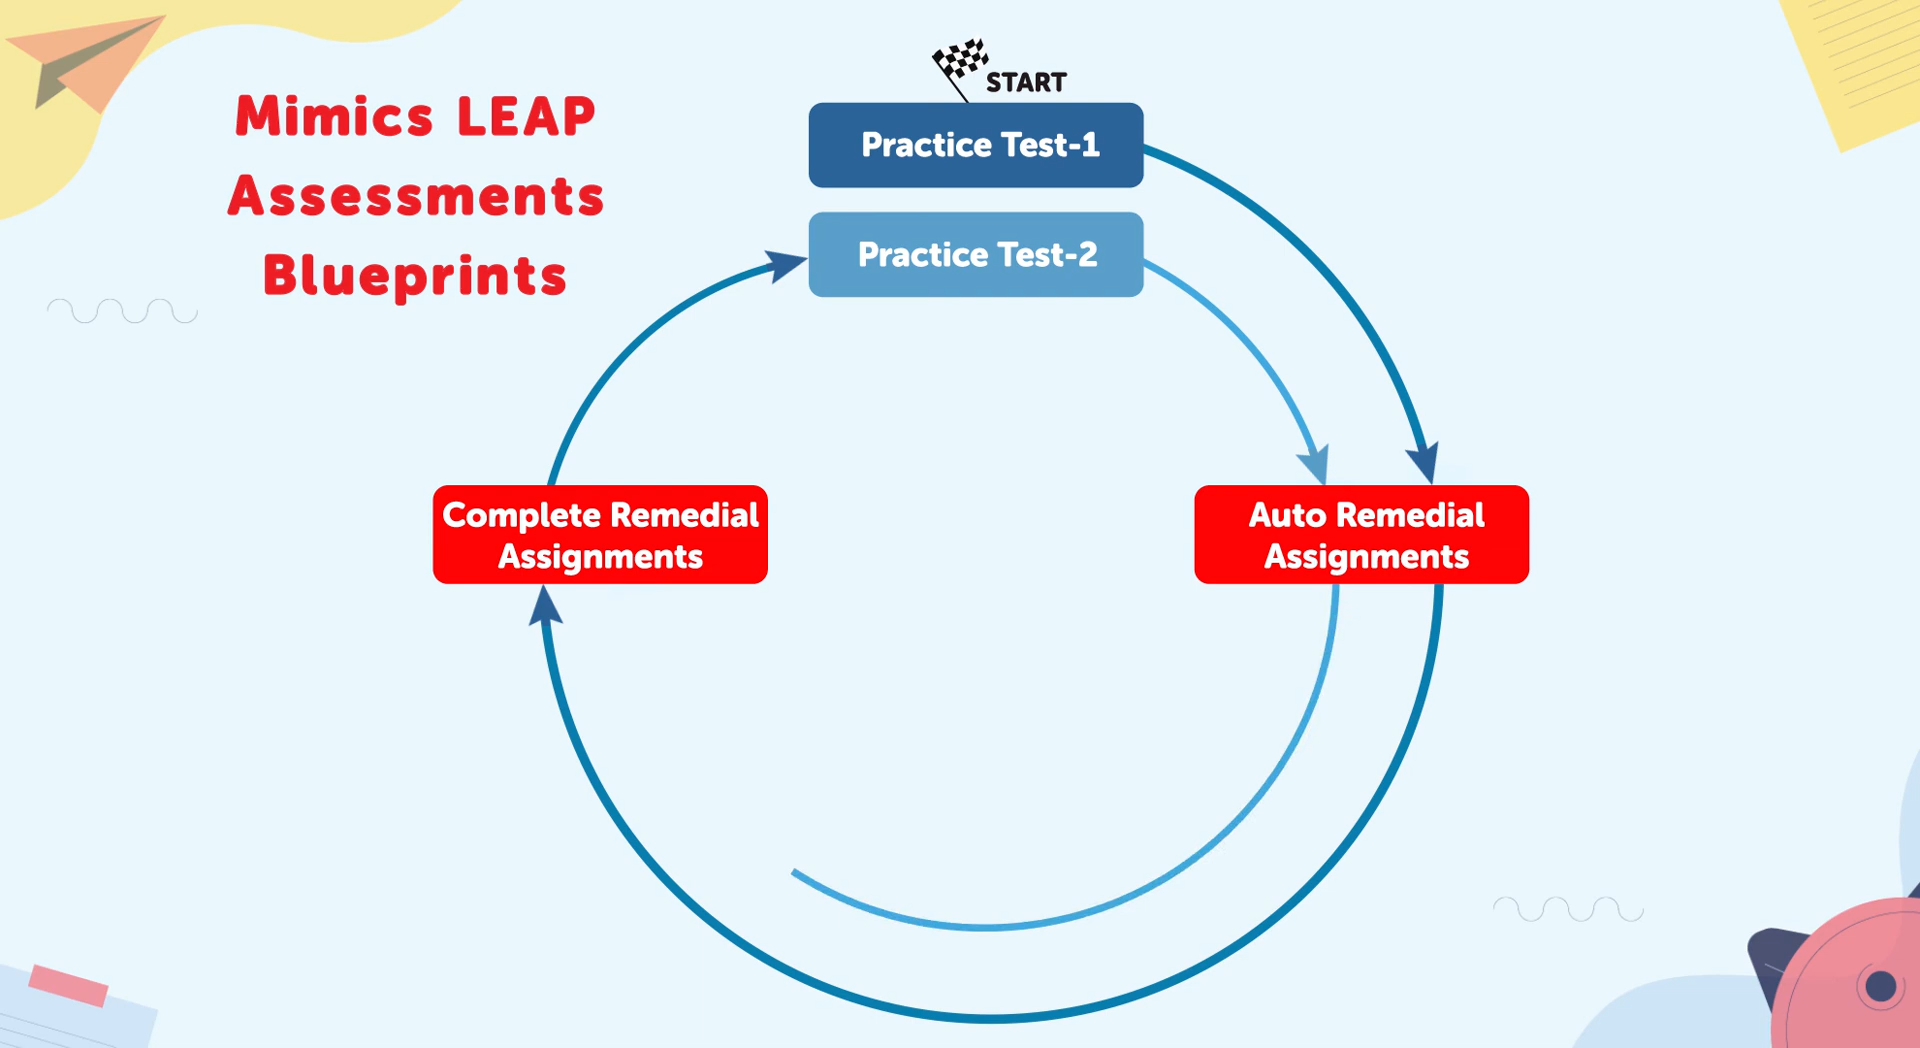 Mimics LEAP
Assessments
Blueprints
START
Practice Test-1
Practice Test-2
Complete Remedial
Assignments
Auto Remedial
Assignments